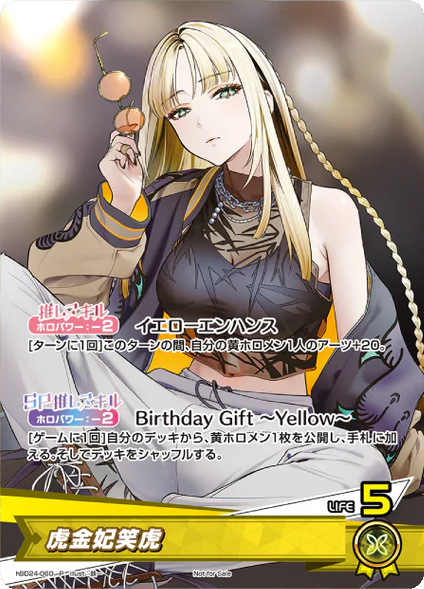 推しスキル
ホロパワー：－2
イエローエンハンス
[ターンに1回]このターンの間、自分の黄ホロメン1人のアーツ+20。
SP推しスキル
ホロパワー：－2
Birthday Gift ～Yellow～
[ゲームに1回]自分のデッキから、黄ホロメン1枚を公開し、手札に加
える。そしてデッキをシャッフルする。
LIFE 5
虎金妃笑虎
hBD24-060 P illust.:鉄
Not for Sale